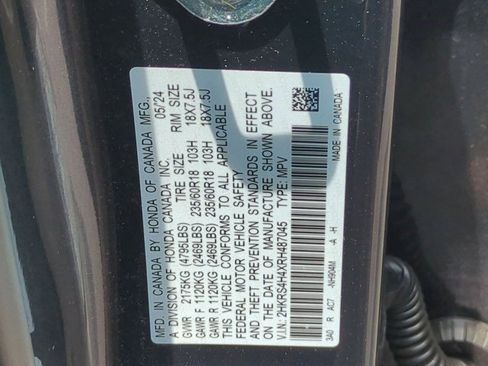 MFD. IN CANADA BY HONDA OF CANADA MFG.,
A DIVISION OF HONDA CANADA INC. 05/24
TIRE SIZE RIM SIZE
GVWR 2175KG (4795LBS)
GAWR F 1120KG (2469LBS) 235/60R18 103H 18X7.5J
GAWR R 1120KG (2469LBS) 235/60R18 103H 18X7.5J
THIS VEHICLE CONFORMS TO ALL APPLICABLE
FEDERAL MOTOR VEHICLE SAFETY
AND THEFT PREVENTION STANDARDS IN EFFECT
ON THE DATE OF MANUFACTURE SHOWN ABOVE.
V.I.N.: 2HKRS4H4XRH487045 TYPE: MPV
3A0 R AC7 -NH904M -A -H MADE IN CANADA